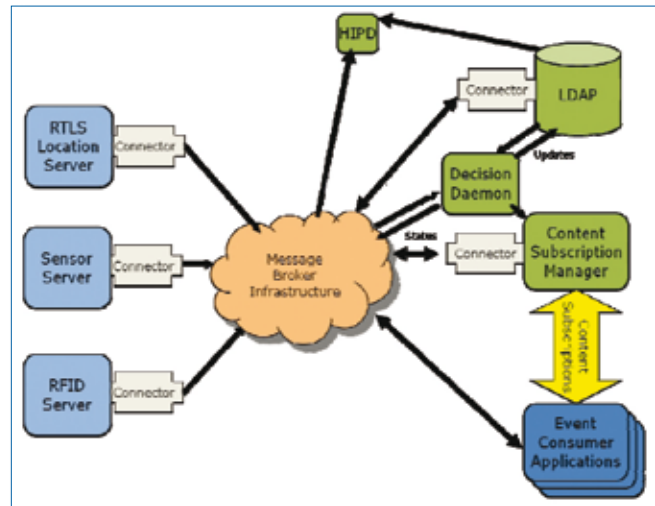 HIPD
Connector
LDAP
RTLS
Location
Server
Connector
Updates
Decision
Daemon
Sensor
Server
Connector
Message
Broker
Infrastructure
Status
Connector
Content
Subscription
Manager
Content
Subscriptions
RFID
Server
Connector
Event
Consumer
Applications